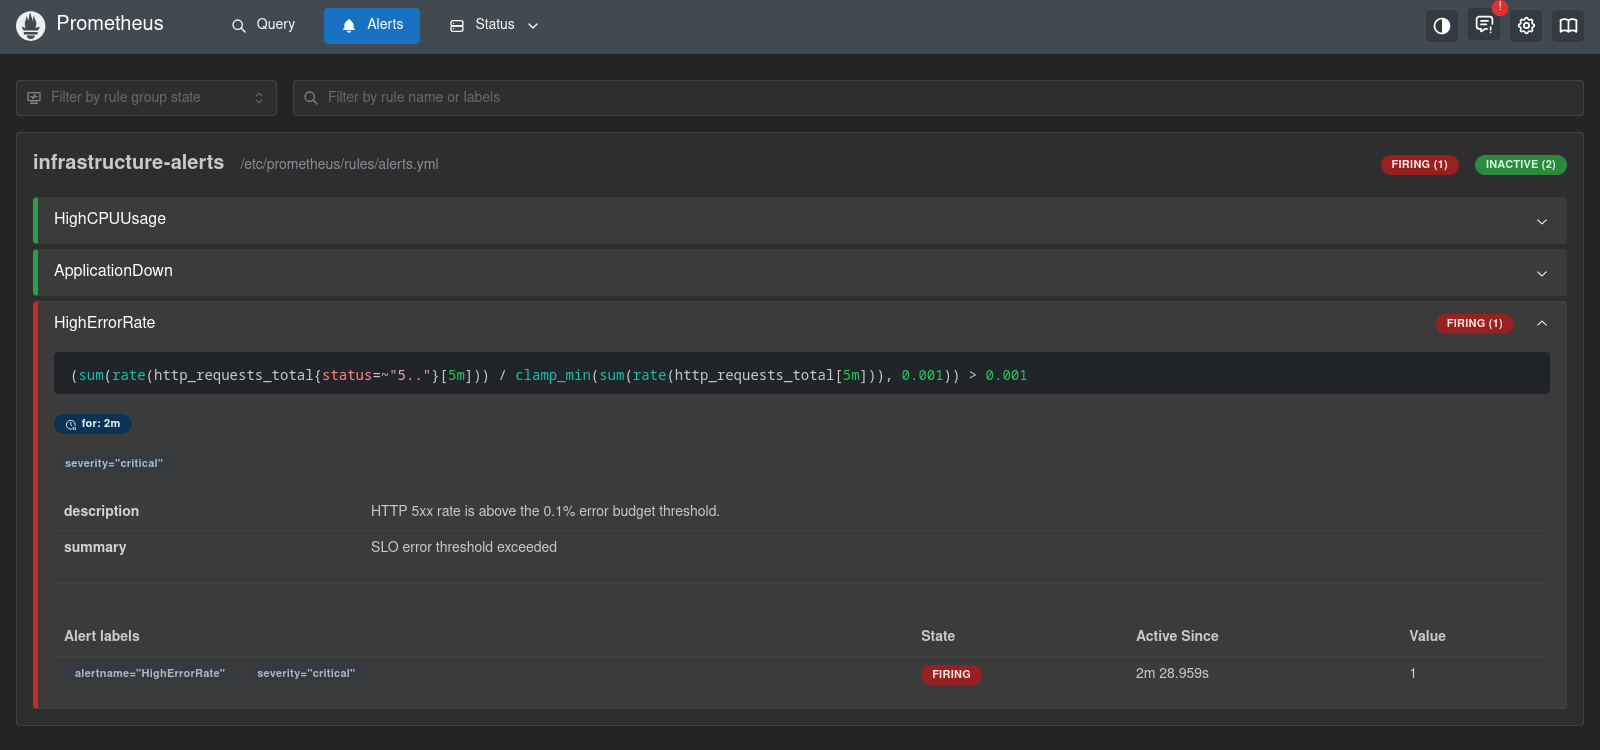 Prometheus Query Alerts Status !
Filter by rule group state Filter by rule name or labels
infrastructure-alerts /etc/prometheus/rules/alerts.yml FIRING (1) INACTIVE (2)
HighCPUUsage
ApplicationDown
HighErrorRate FIRING (1)
(sum(rate(http_requests_total{status=~"5.."}[5m])) / clamp_min(sum(rate(http_requests_total[5m])), 0.001)) > 0.001
for: 2m
severity="critical"
description HTTP 5xx rate is above the 0.1% error budget threshold.
summary SLO error threshold exceeded
Alert labels State Active Since Value
alertname="HighErrorRate" severity="critical" FIRING 2m 28.959s 1